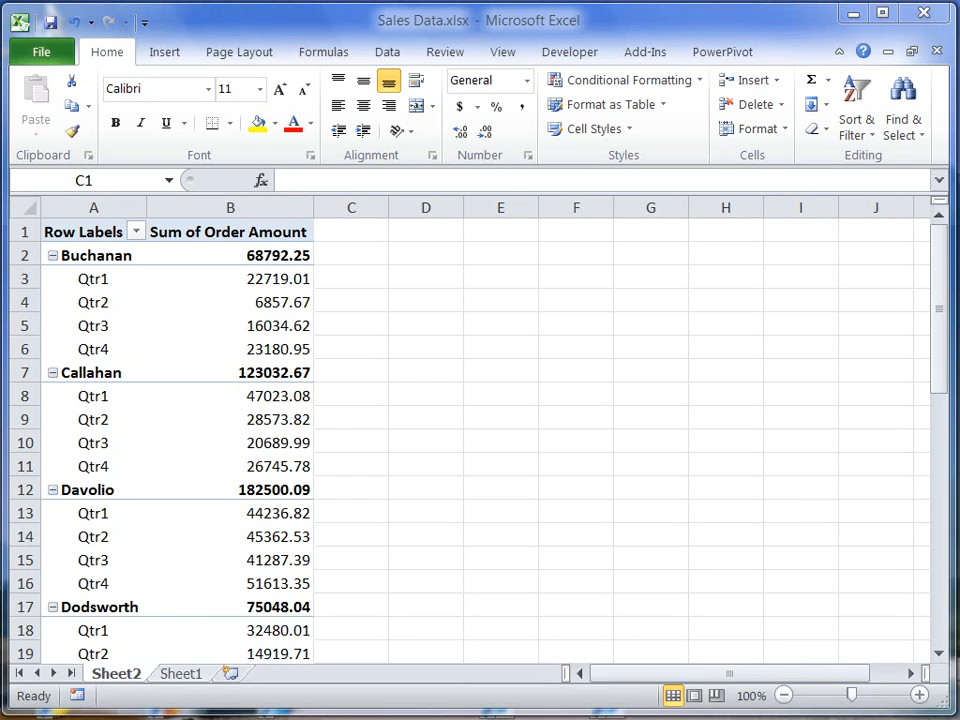 Sales Data.xlsx - Microsoft Excel
File Home Insert Page Layout Formulas Data Review View Developer Add-Ins PowerPivot
Calibri 11 General Conditional Formatting Insert Σ
Paste $ % , Format as Table Delete Sort & Find &
B I U A Cell Styles Format Filter Select
Clipboard Font Alignment Number Styles Cells Editing
C1 fx
A B C D E F G H I J
1 Row Labels Sum of Order Amount
2 Buchanan 68792.25
3 Qtr1 22719.01
4 Qtr2 6857.67
5 Qtr3 16034.62
6 Qtr4 23180.95
7 Callahan 123032.67
8 Qtr1 47023.08
9 Qtr2 28573.82
10 Qtr3 20689.99
11 Qtr4 26745.78
12 Davolio 182500.09
13 Qtr1 44236.82
14 Qtr2 45362.53
15 Qtr3 41287.39
16 Qtr4 51613.35
17 Dodsworth 75048.04
18 Qtr1 32480.01
19 Qtr2 14919.71
Sheet2 Sheet1
Ready 100%